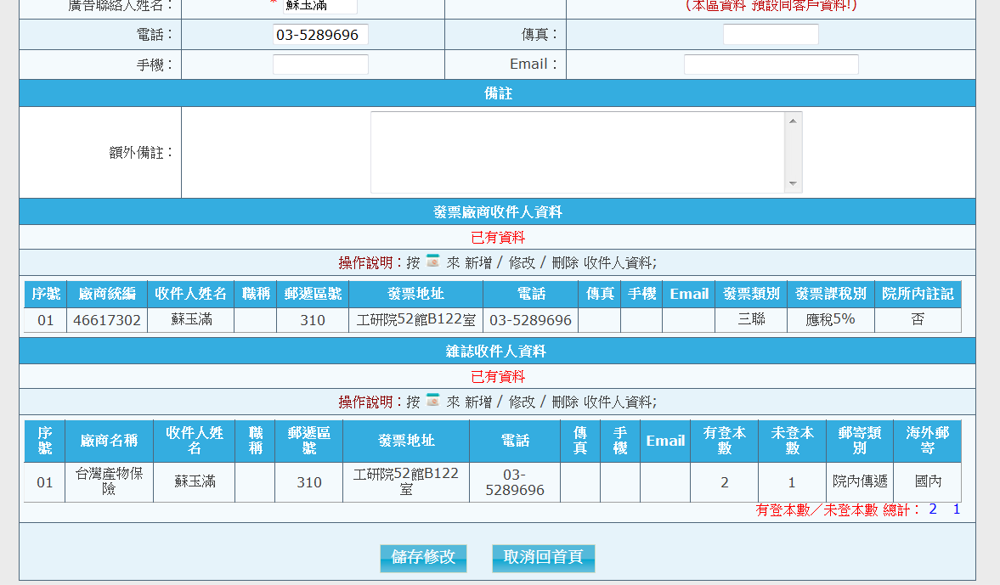 廣告聯絡人姓名： * 蘇玉滿 (本區資料 預設同客戶資料!)
電話： 03-5289696 傳真：
手機： Email：
備註
額外備註：
發票廠商收件人資料
已有資料
操作說明：按 來 新增 / 修改 / 刪除 收件人資料;
序號 廠商統編 收件人姓名 職稱 郵遞區號 發票地址 電話 傳真 手機 Email 發票類別 發票課稅別 院所內註記
01 46617302 蘇玉滿 310 工研院52館B122室 03-5289696 三聯 應稅5% 否
雜誌收件人資料
已有資料
操作說明：按 來 新增 / 修改 / 刪除 收件人資料;
序號 廠商名稱 收件人姓名 職稱 郵遞區號 發票地址 電話 傳真 手機 Email 有登本數 未登本數 郵寄類別 海外郵寄
01 台灣產物保險 蘇玉滿 310 工研院52館B122室 03-5289696 2 1 院內傳遞 國內
有登本數／未登本數 總計： 2 1
儲存修改 取消回首頁